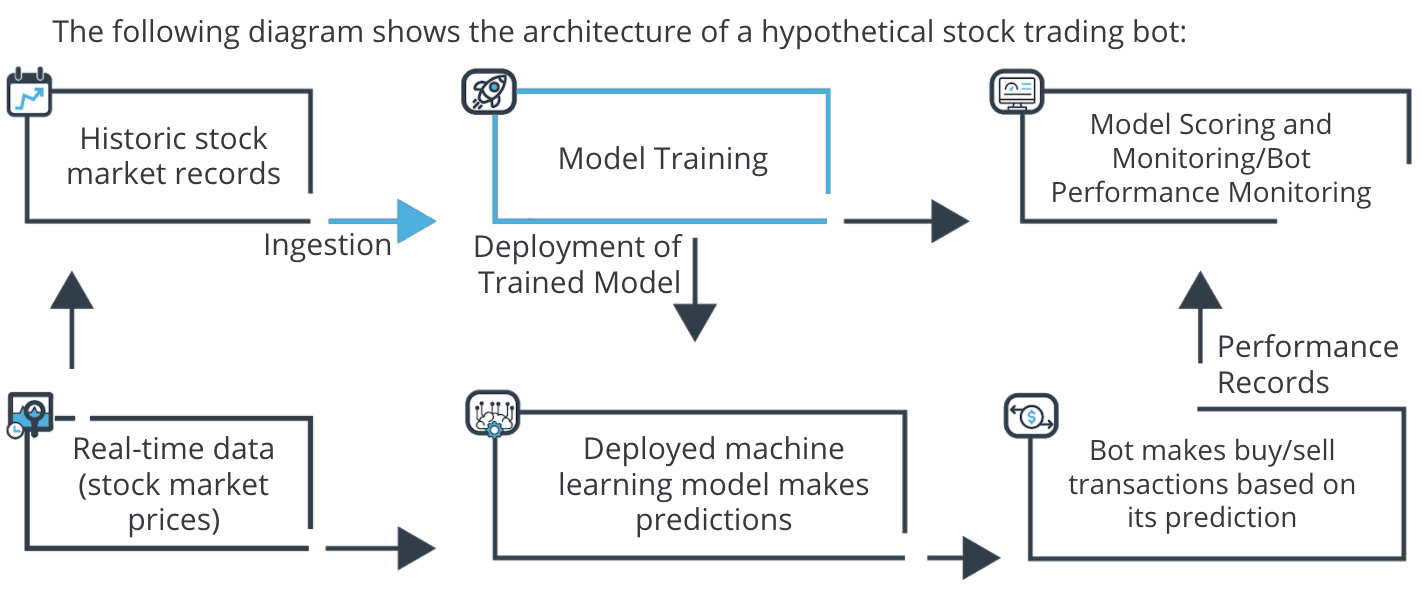 The following diagram shows the architecture of a hypothetical stock trading bot:
Historic stock
market records
Ingestion
Model Training
Deployment of
Trained Model
Model Scoring and
Monitoring/Bot
Performance Monitoring
Real-time data
(stock market
prices)
Deployed machine
learning model makes
predictions
Performance
Records
$
Bot makes buy/sell
transactions based on
its prediction